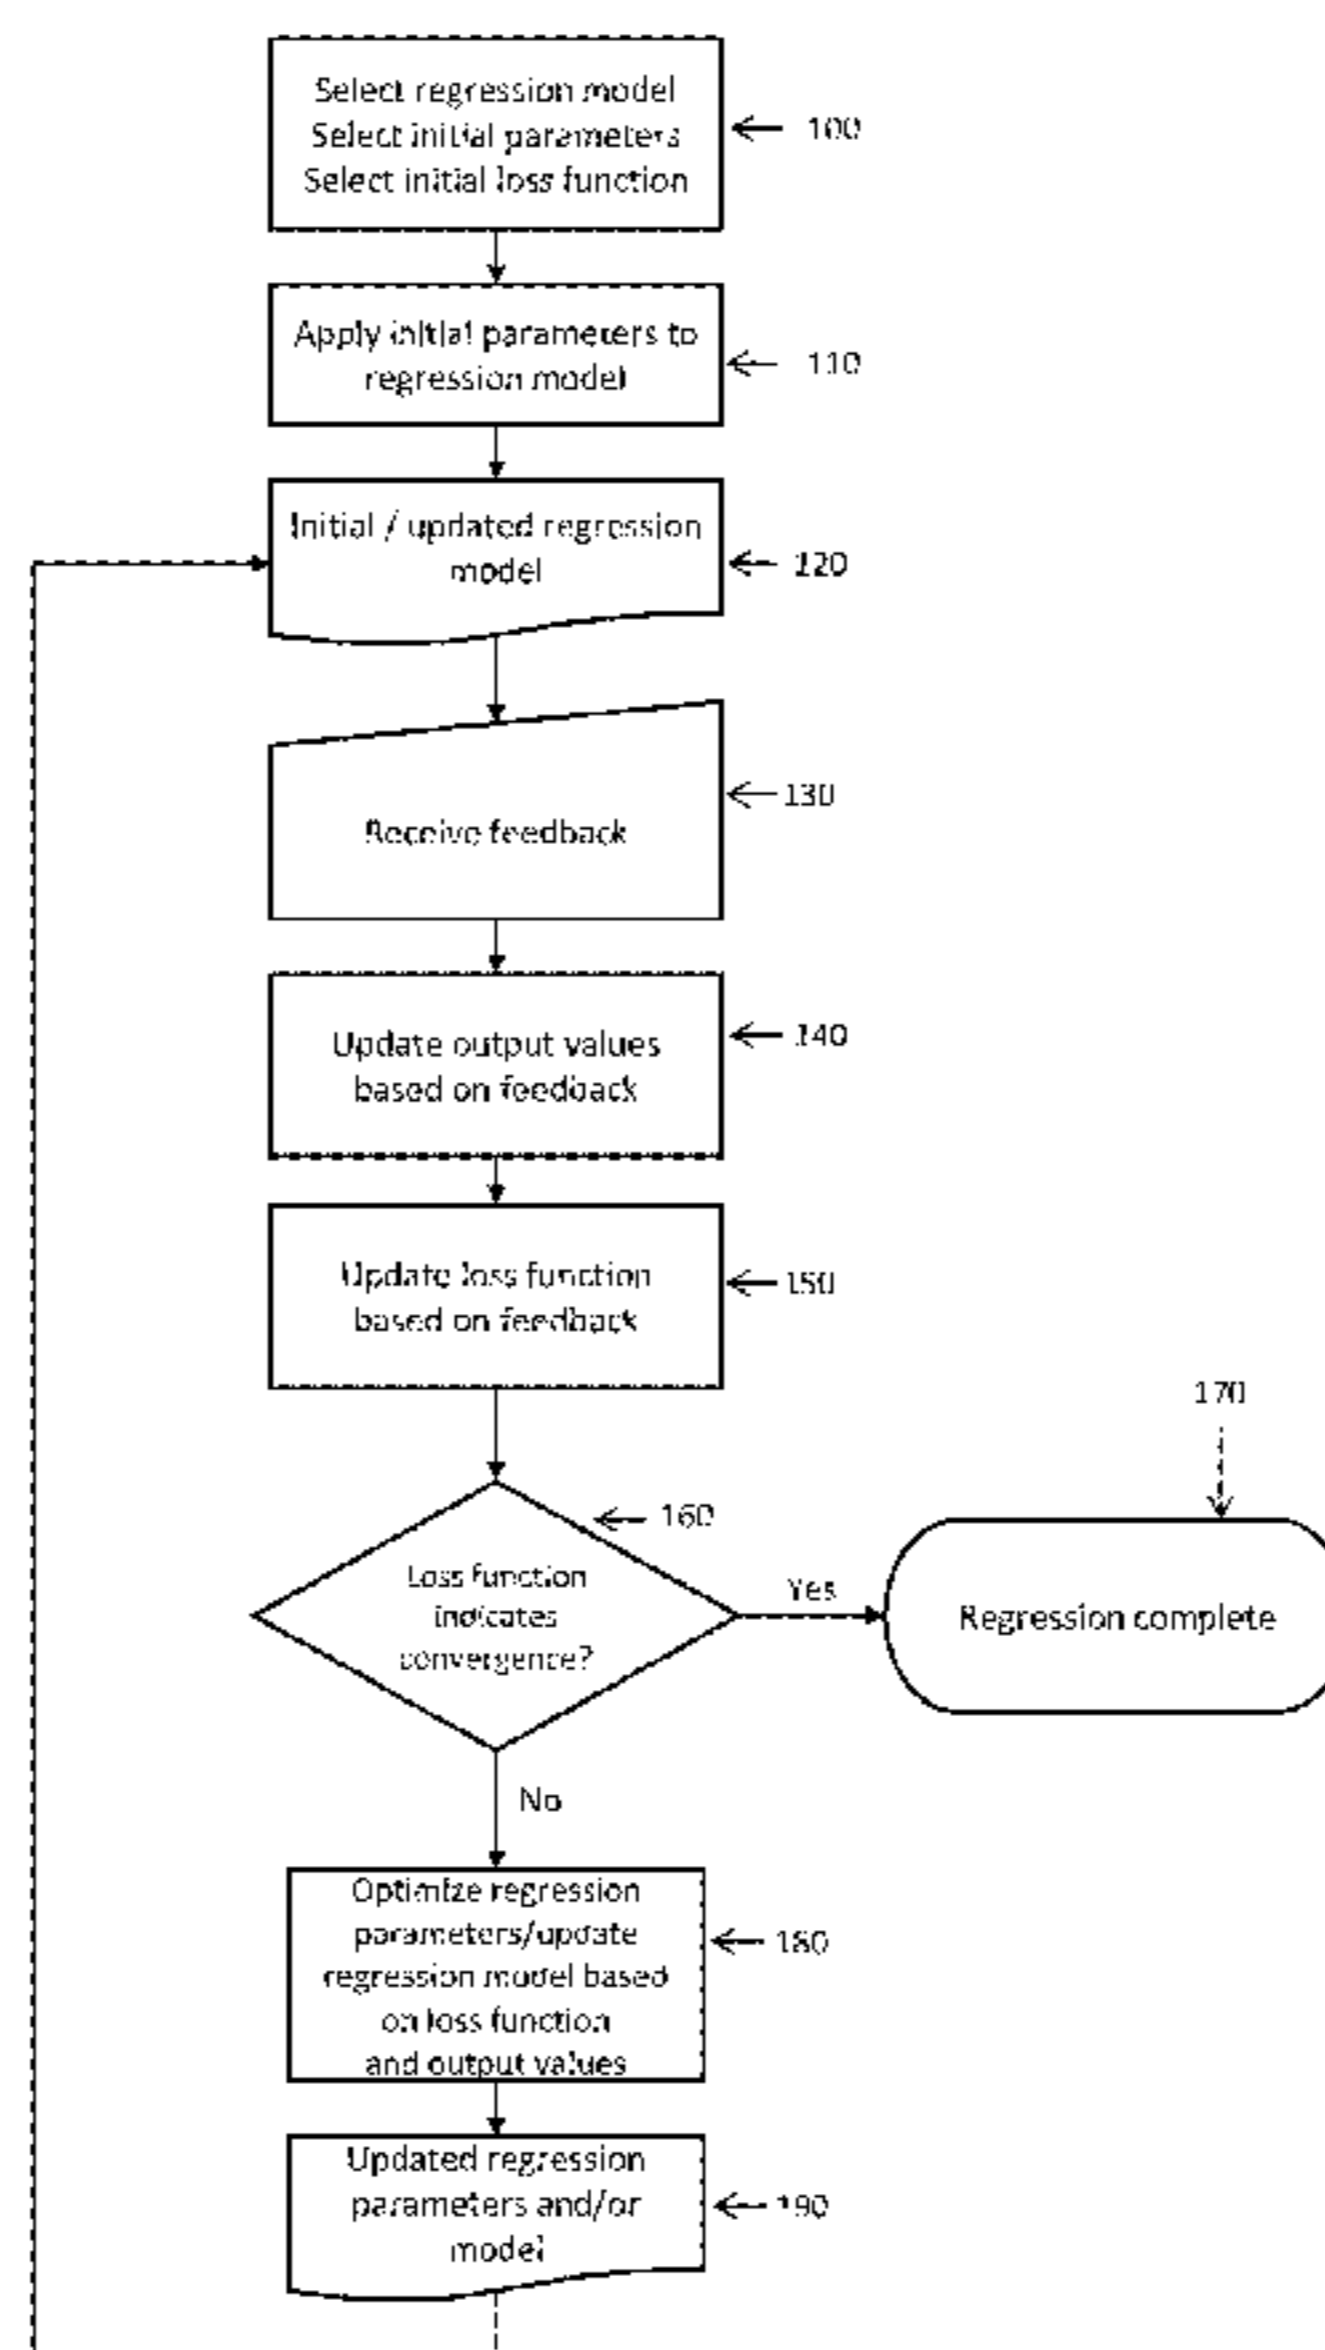 Select regression model
Select initial parameters
Select initial loss function
100
Apply initial parameters to
regression model
110
Initial / updated regression
model
120
Receive feedback
130
Update output values
based on feedback
140
Update loss function
based on feedback
150
170
160
Loss function
indicates
convergence?
Yes
Regression complete
No
Optimize regression
parameters/update
regression model based
on loss function
and output values
180
Updated regression
parameters and/or
model
190